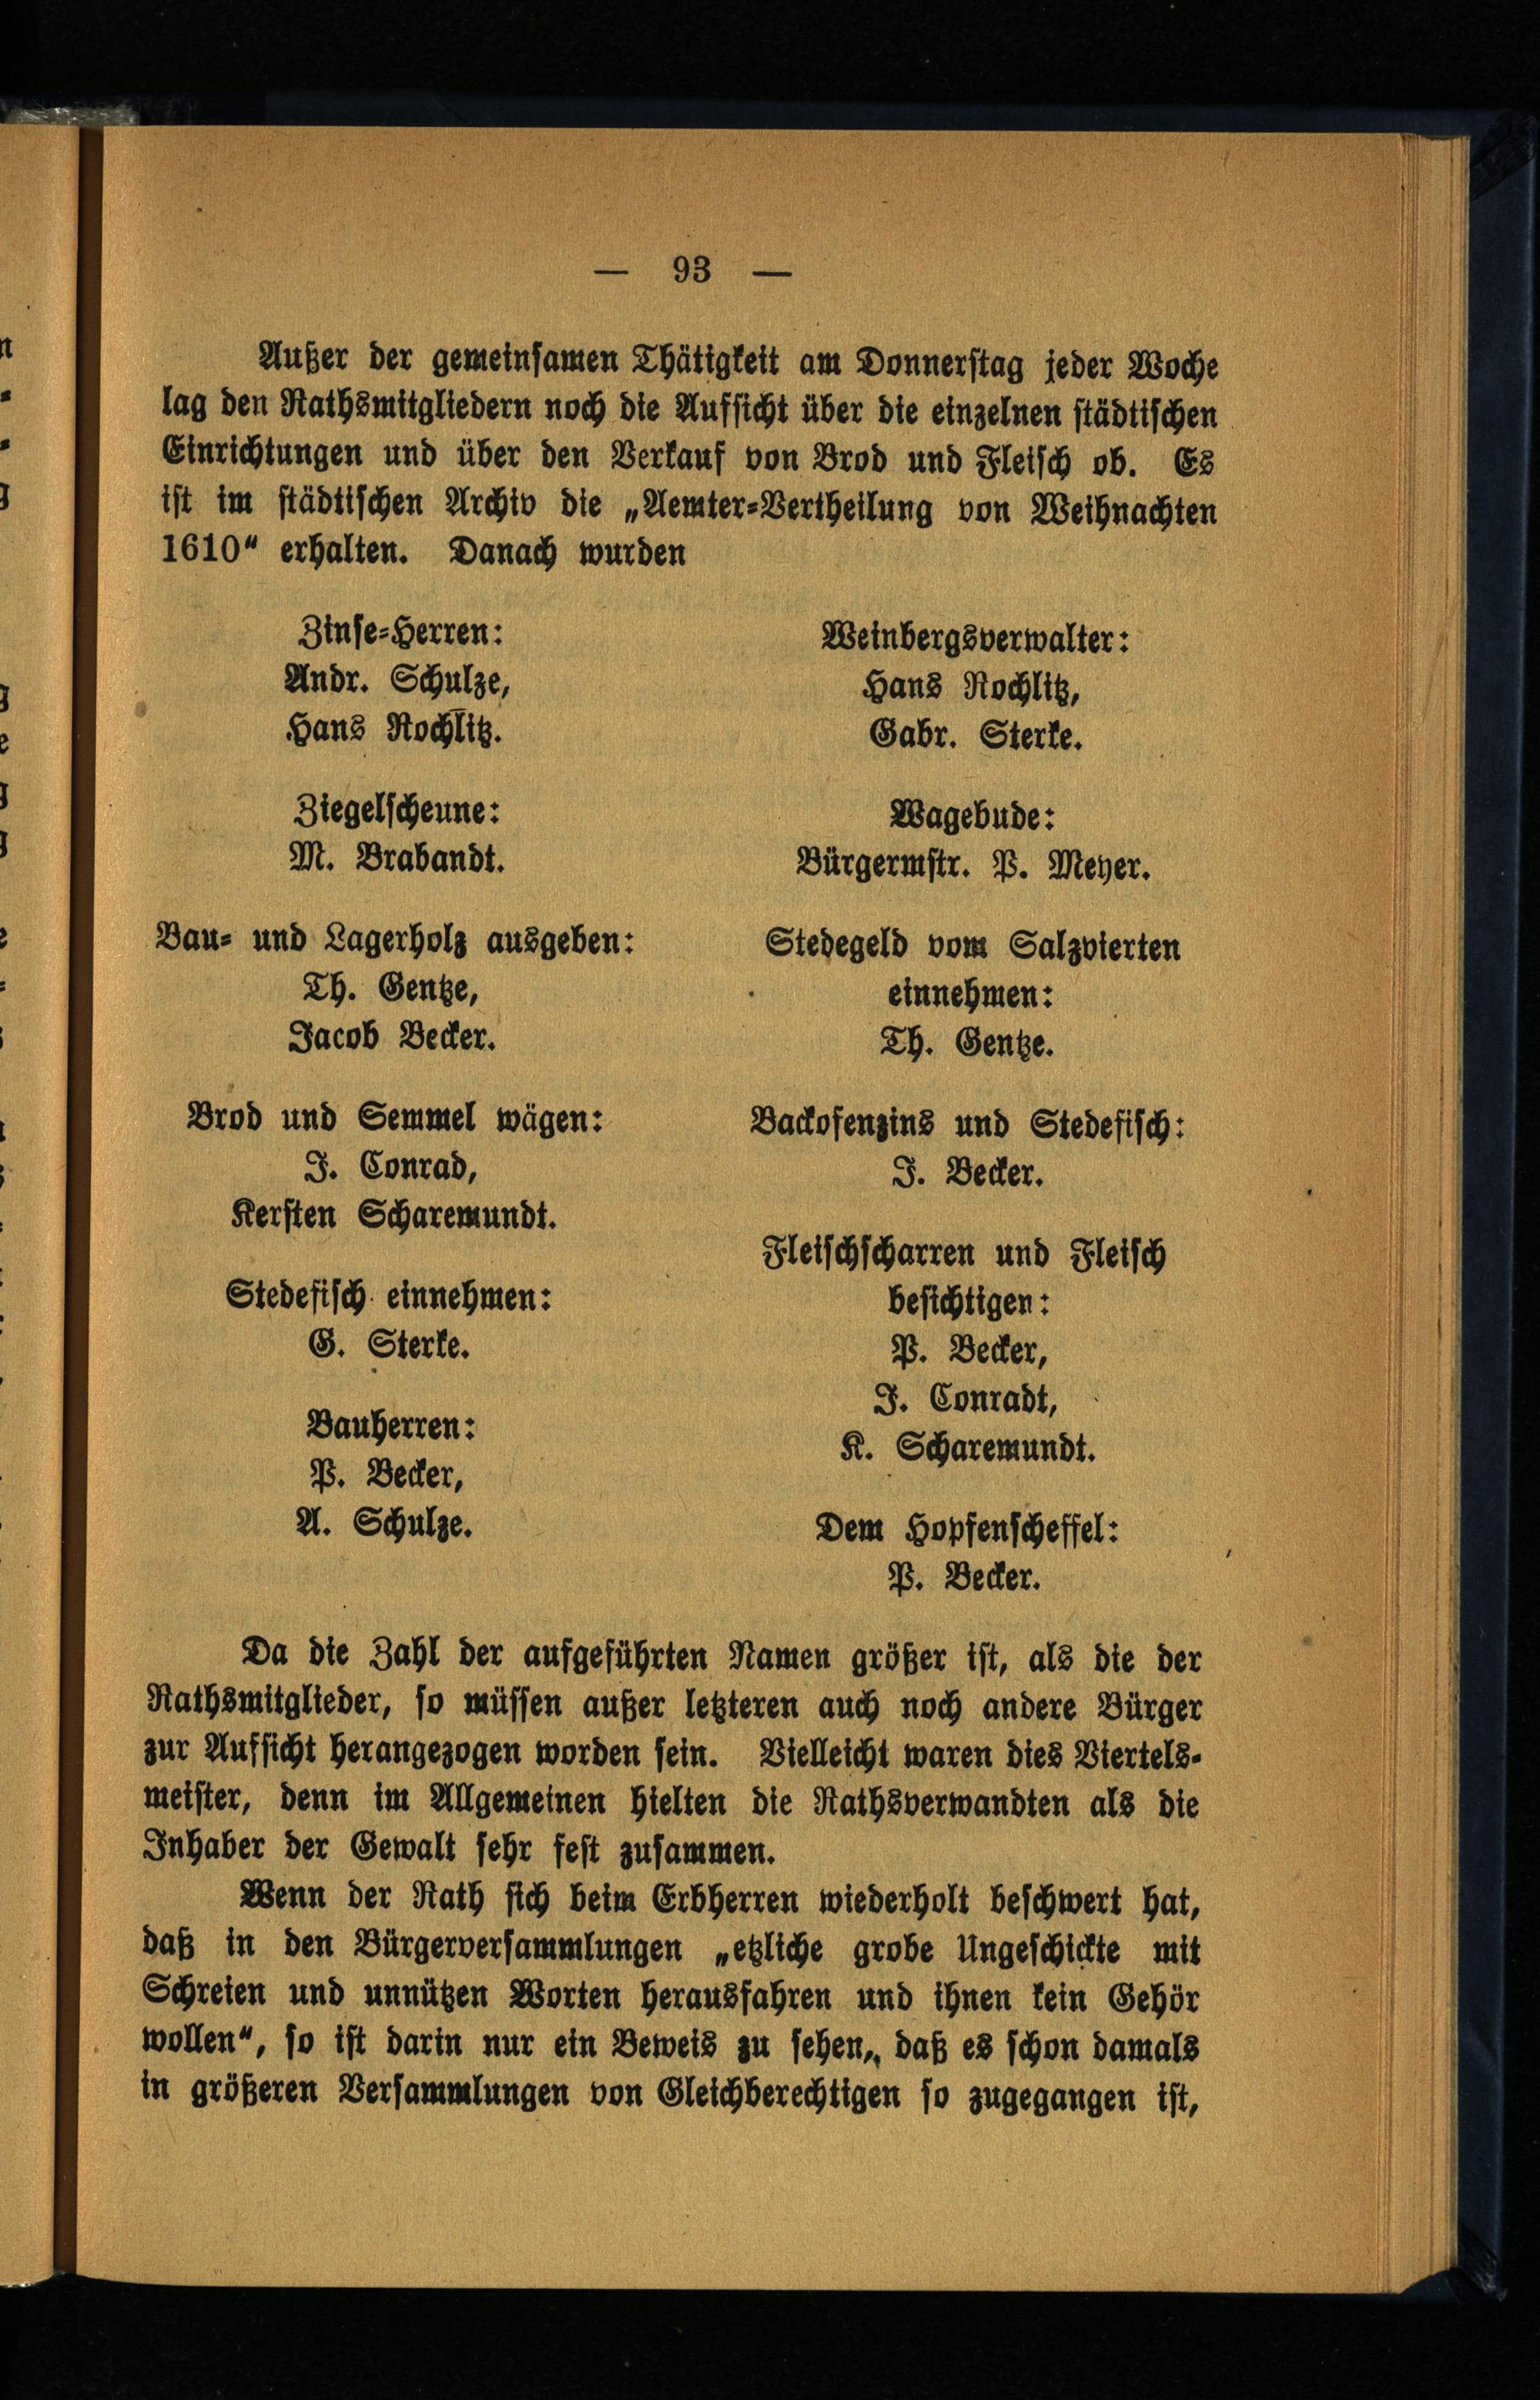 — 93 —
Außer der gemeinsamen Thätigkeit am Donnerstag jeder Woche
lag den Rathsmitgliedern noch die Aufsicht über die einzelnen städtischen
Einrichtungen und über den Verkauf von Brod und Fleisch ob. Es
ist im städtischen Archiv die „Aemter-Vertheilung von Weihnachten
1610“ erhalten. Danach wurden
Zinse-Herren:
Andr. Schulze,
Hans Rochlitz.
Ziegelscheune:
M. Brabandt.
Bau- und Lagerholz ausgeben:
Th. Gentze,
Jacob Becker.
Brod und Semmel wägen:
J. Conrad,
Kersten Scharemundt.
Stedefisch einnehmen:
G. Sterke.
Bauherren:
P. Becker,
A. Schulze.
Weinbergsverwalter:
Hans Rochlitz,
Gabr. Sterke.
Wagebude:
Bürgermstr. P. Meyer.
Stedegeld vom Salzvierten
einnehmen:
Th. Gentze.
Backofenzins und Stedefisch:
J. Becker.
Fleischscharren und Fleisch
besichtigen:
P. Becker,
J. Conradt,
K. Scharemundt.
Dem Hopfenscheffel:
P. Becker.
Da die Zahl der aufgeführten Namen größer ist, als die der
Rathsmitglieder, so müssen außer letzteren auch noch andere Bürger
zur Aufsicht herangezogen worden sein. Vielleicht waren dies Viertels-
meister, denn im Allgemeinen hielten die Rathsverwandten als die
Inhaber der Gewalt sehr fest zusammen.
Wenn der Rath sich beim Erbherren wiederholt beschwert hat,
daß in den Bürgerversammlungen „etzliche grobe Ungeschickte mit
Schreien und unnützen Worten herausfahren und ihnen kein Gehör
wollen“, so ist darin nur ein Beweis zu sehen, daß es schon damals
in größeren Versammlungen von Gleichberechtigen so zugegangen ist,